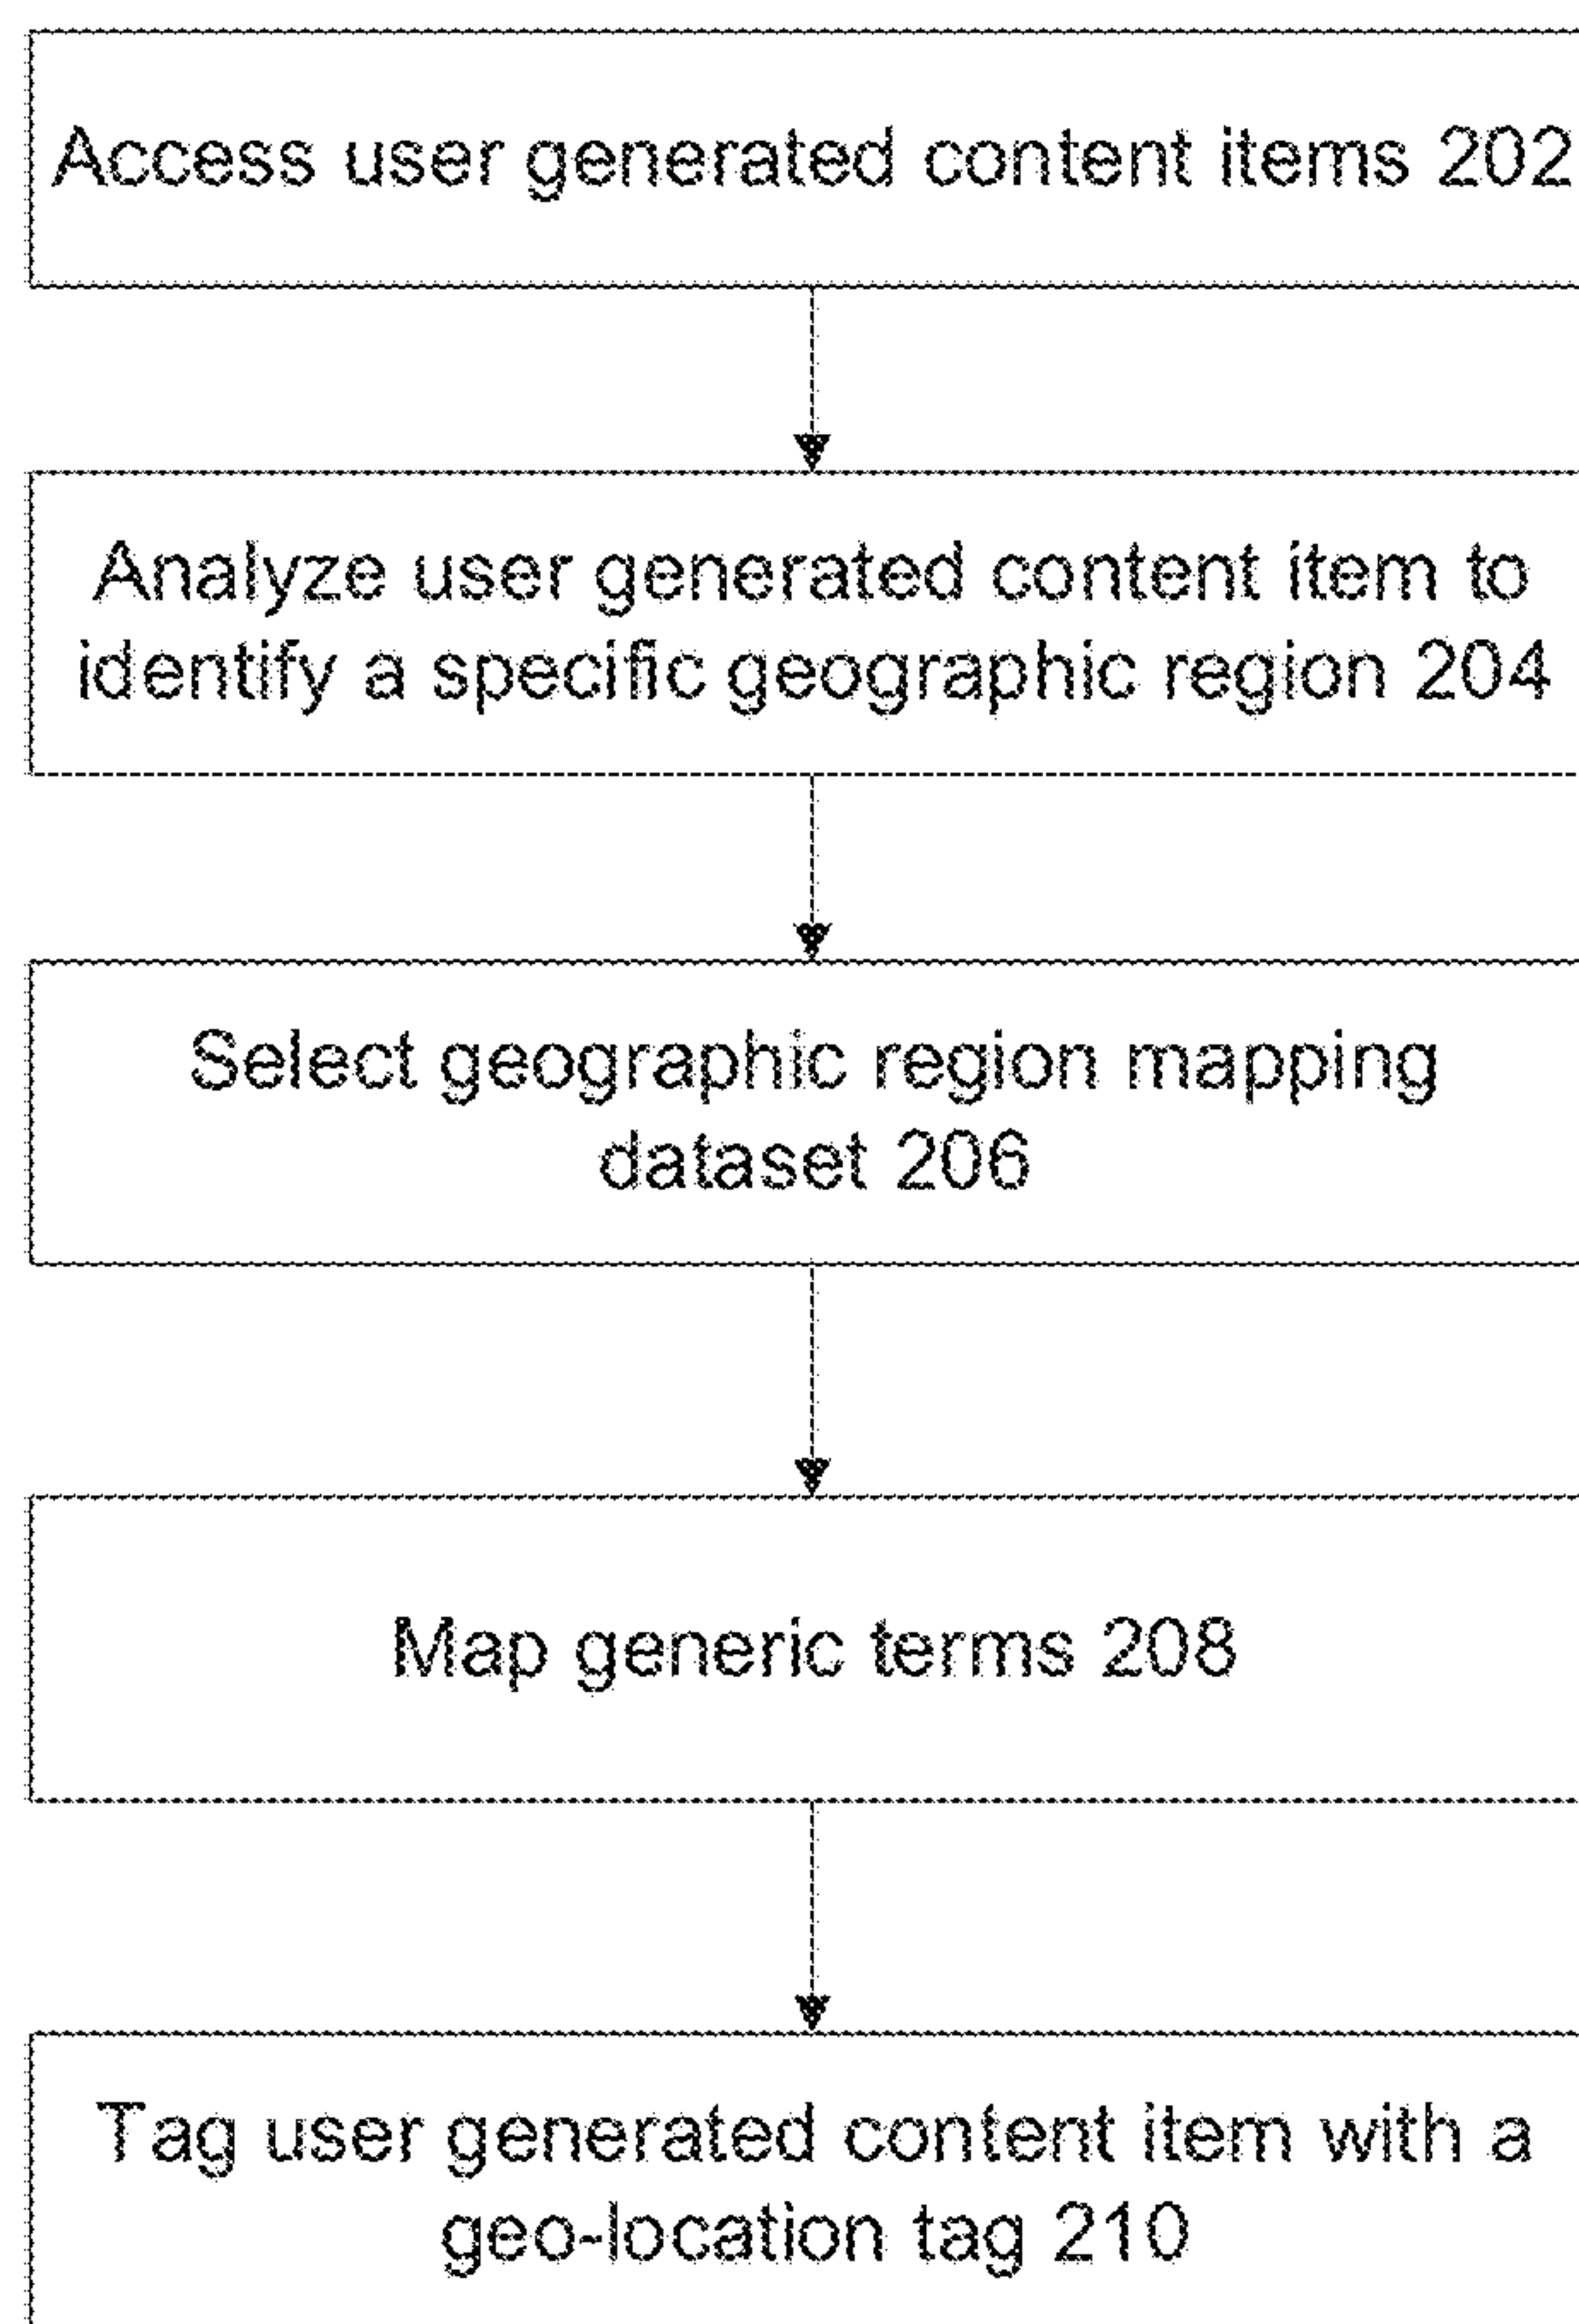 Access user generated content items 202
Analyze user generated content item to
identify a specific geographic region 204
Select geographic region mapping
dataset 206
Map generic terms 208
Tag user generated content item with a
geo-location tag 210